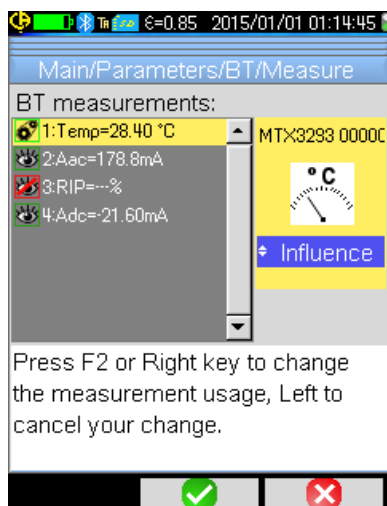 ε=0.85 2015/01/01 01:14:45
Main/Parameters/BT/Measure
BT measurements:
1:Temp=28.40 °C
2:Aac=178.8mA
3:RIP=---%
4:Adc=-21.60mA
MTX3293 0000
°C
Influence
Press F2 or Right key to change
the measurement usage, Left to
cancel your change.